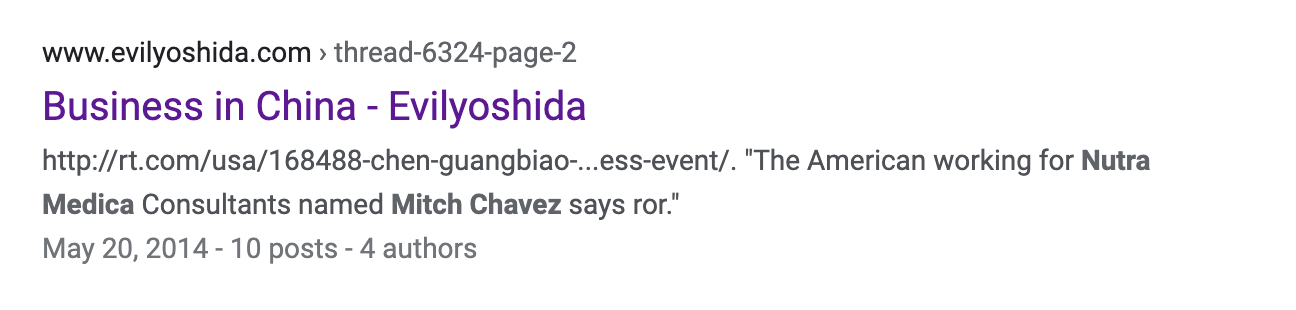 www.evilyoshida.com › thread-6324-page-2
Business in China - Evilyoshida
http://rt.com/usa/168488-chen-guangbiao-...ess-event/. "The American working for Nutra
Medica Consultants named Mitch Chavez says ror."
May 20, 2014 - 10 posts - 4 authors